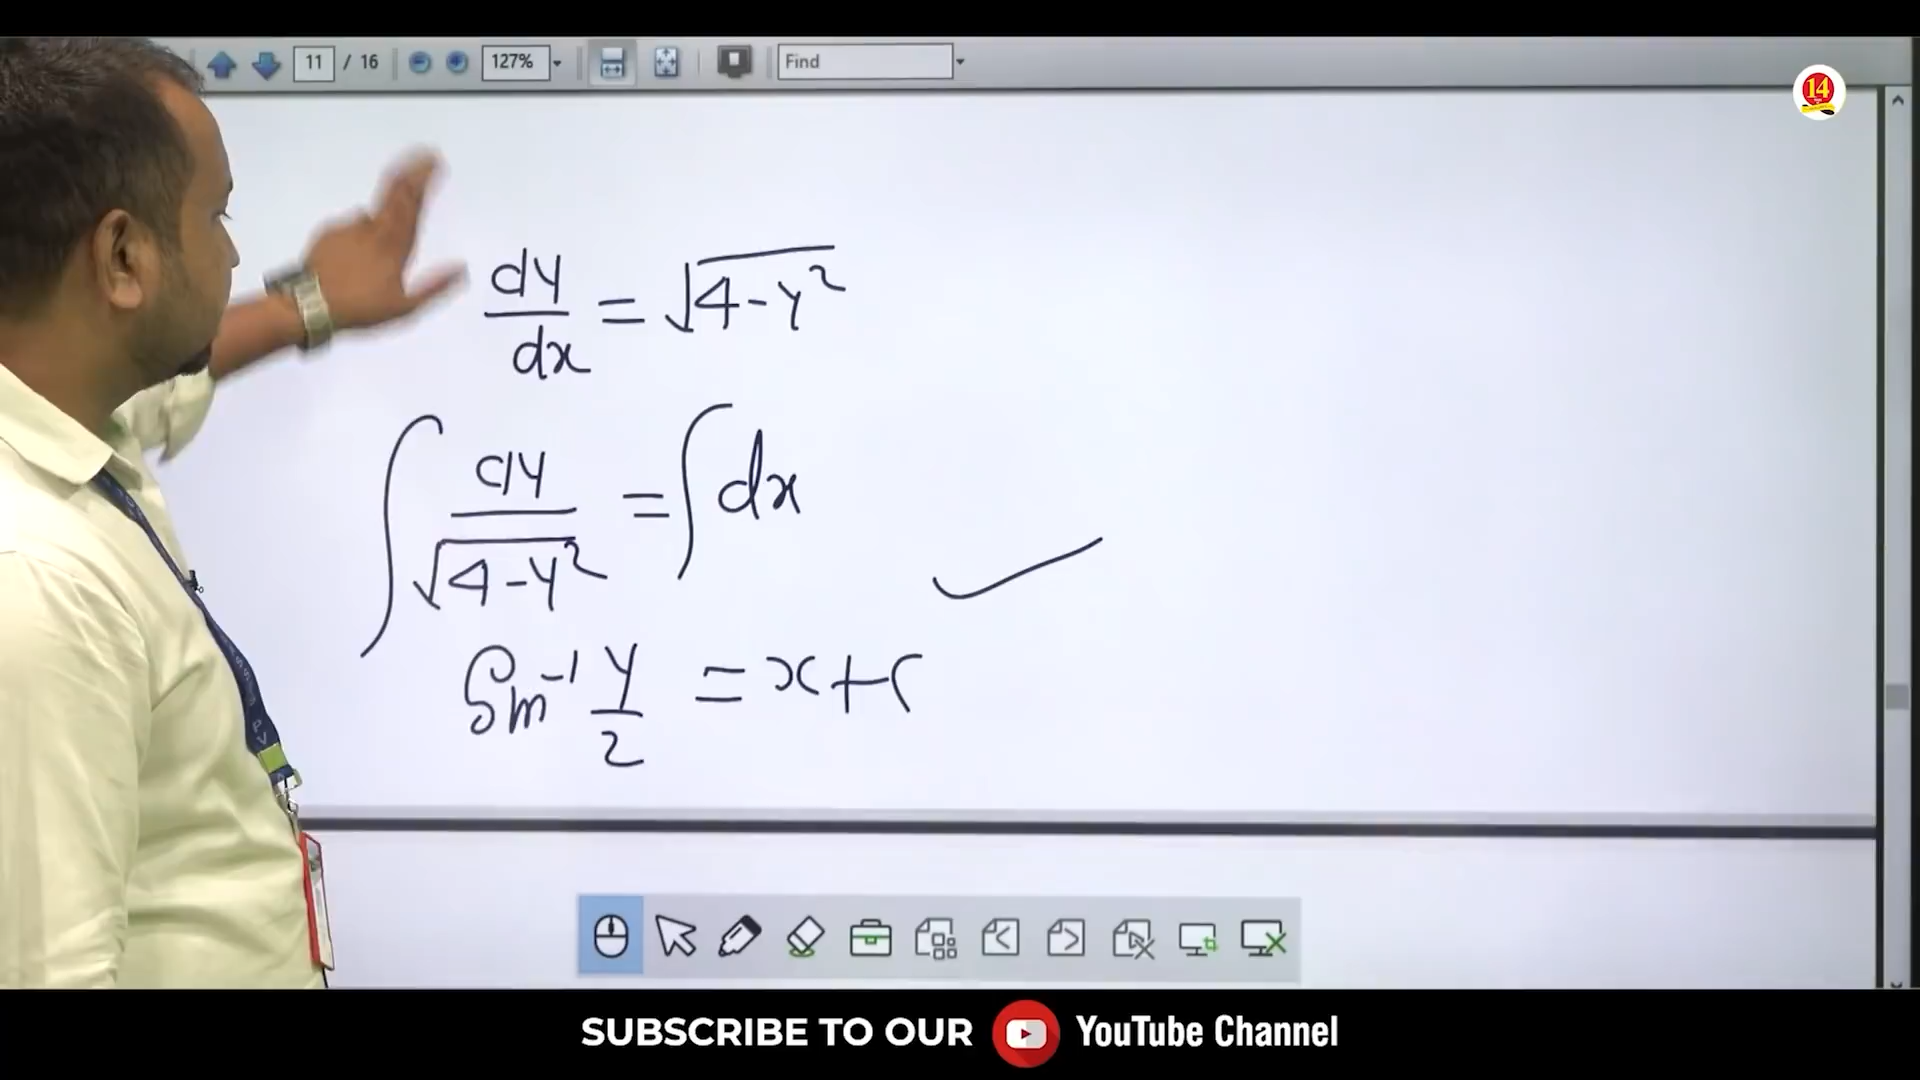 11 / 16 127% Find
14
dy/dx = √4-y²
∫ dy/√4-y² = ∫ dx
Sin⁻¹ y/2 = x+c
SUBSCRIBE TO OUR YouTube Channel